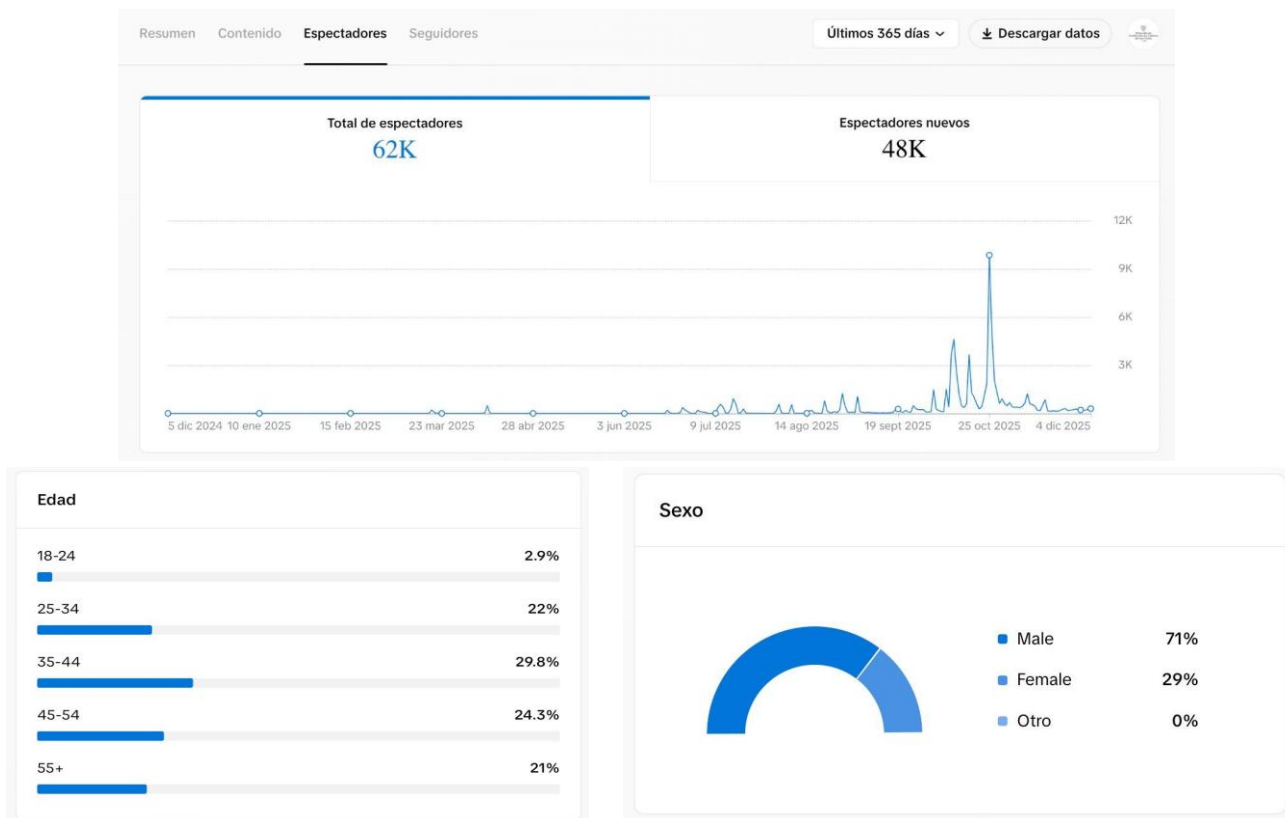 Resumen Contenido Espectadores Seguidores Últimos 365 días Descargar datos
Total de espectadores
62K
Espectadores nuevos
48K
12K
9K
6K
3K
5 dic 2024 10 ene 2025 15 feb 2025 23 mar 2025 28 abr 2025 3 jun 2025 9 jul 2025 14 ago 2025 19 sept 2025 25 oct 2025 4 dic 2025
Edad
18-24 2.9%
25-34 22%
35-44 29.8%
45-54 24.3%
55+ 21%
Sexo
Male 71%
Female 29%
Otro 0%